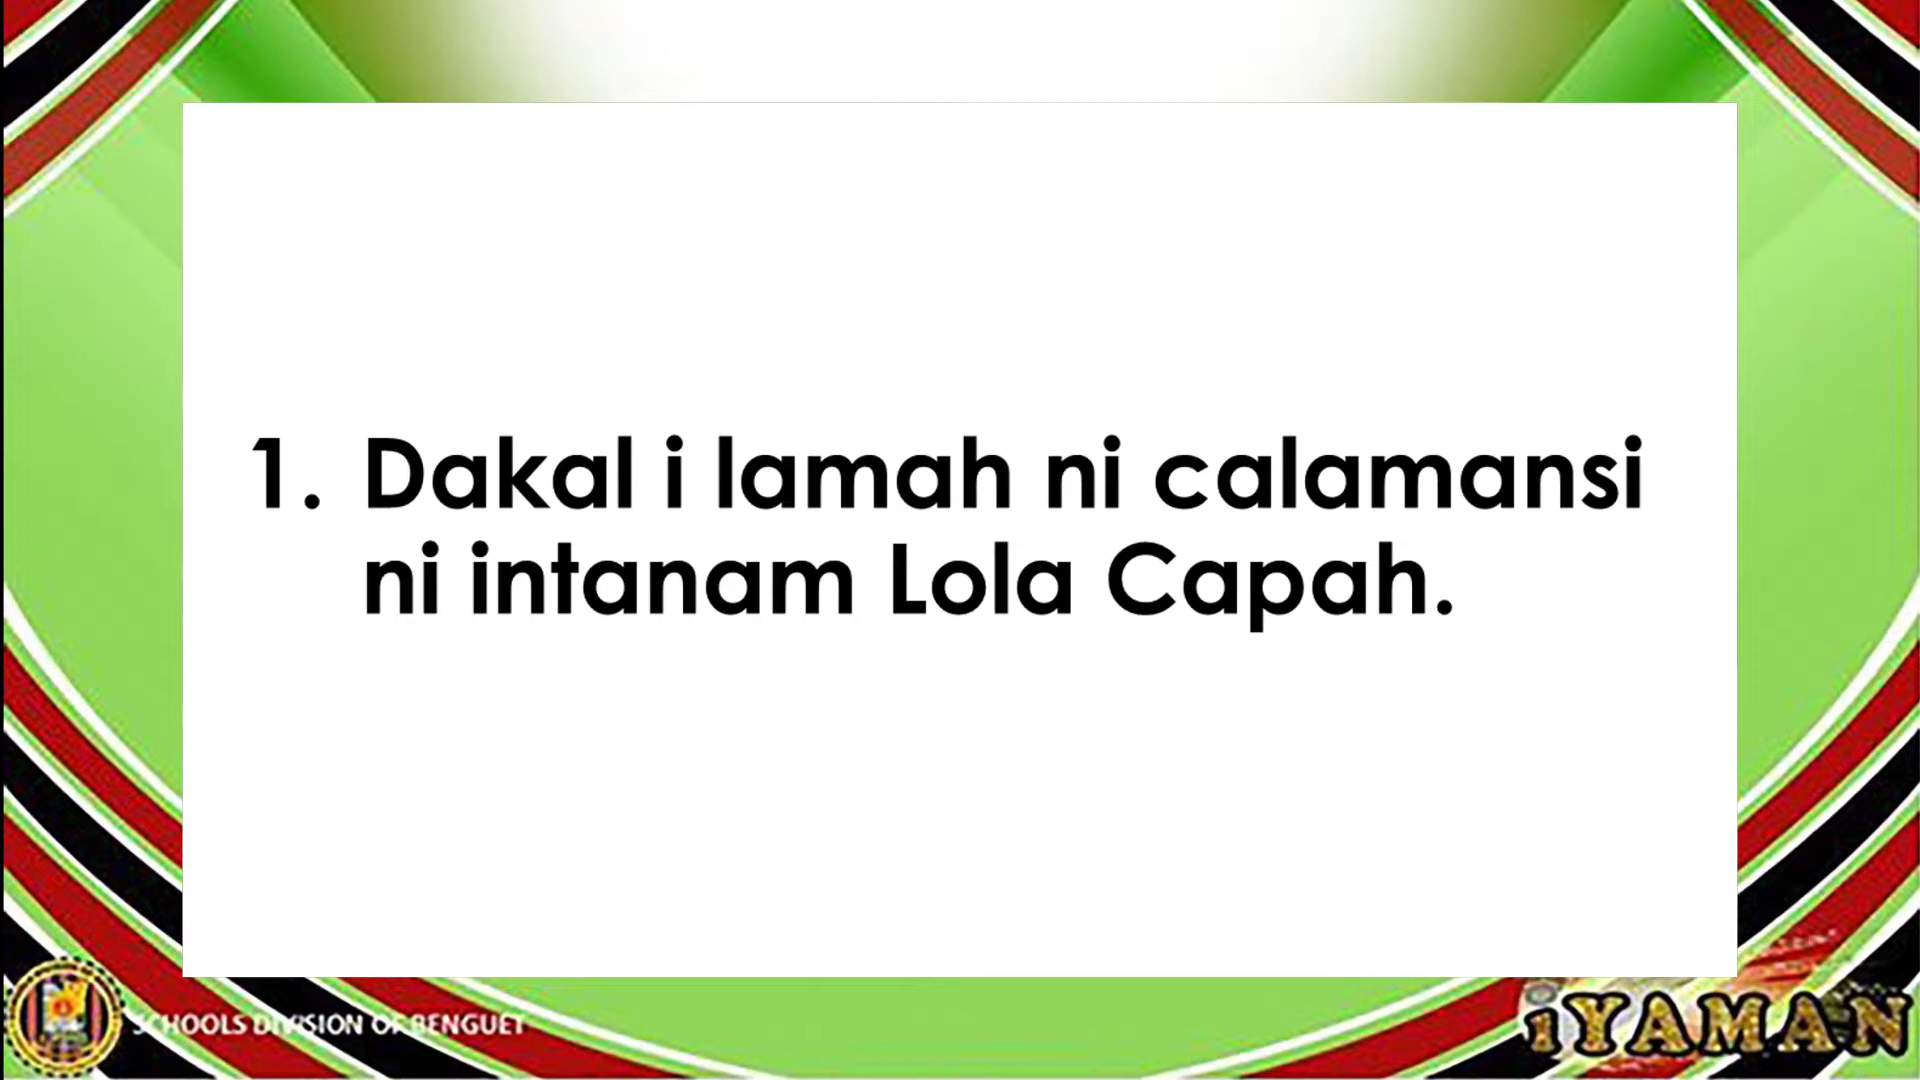 1. Dakal i lamah ni calamansi
ni intanam Lola Capah.
SCHOOLS DIVISION OF BENGUET
iYAMAN